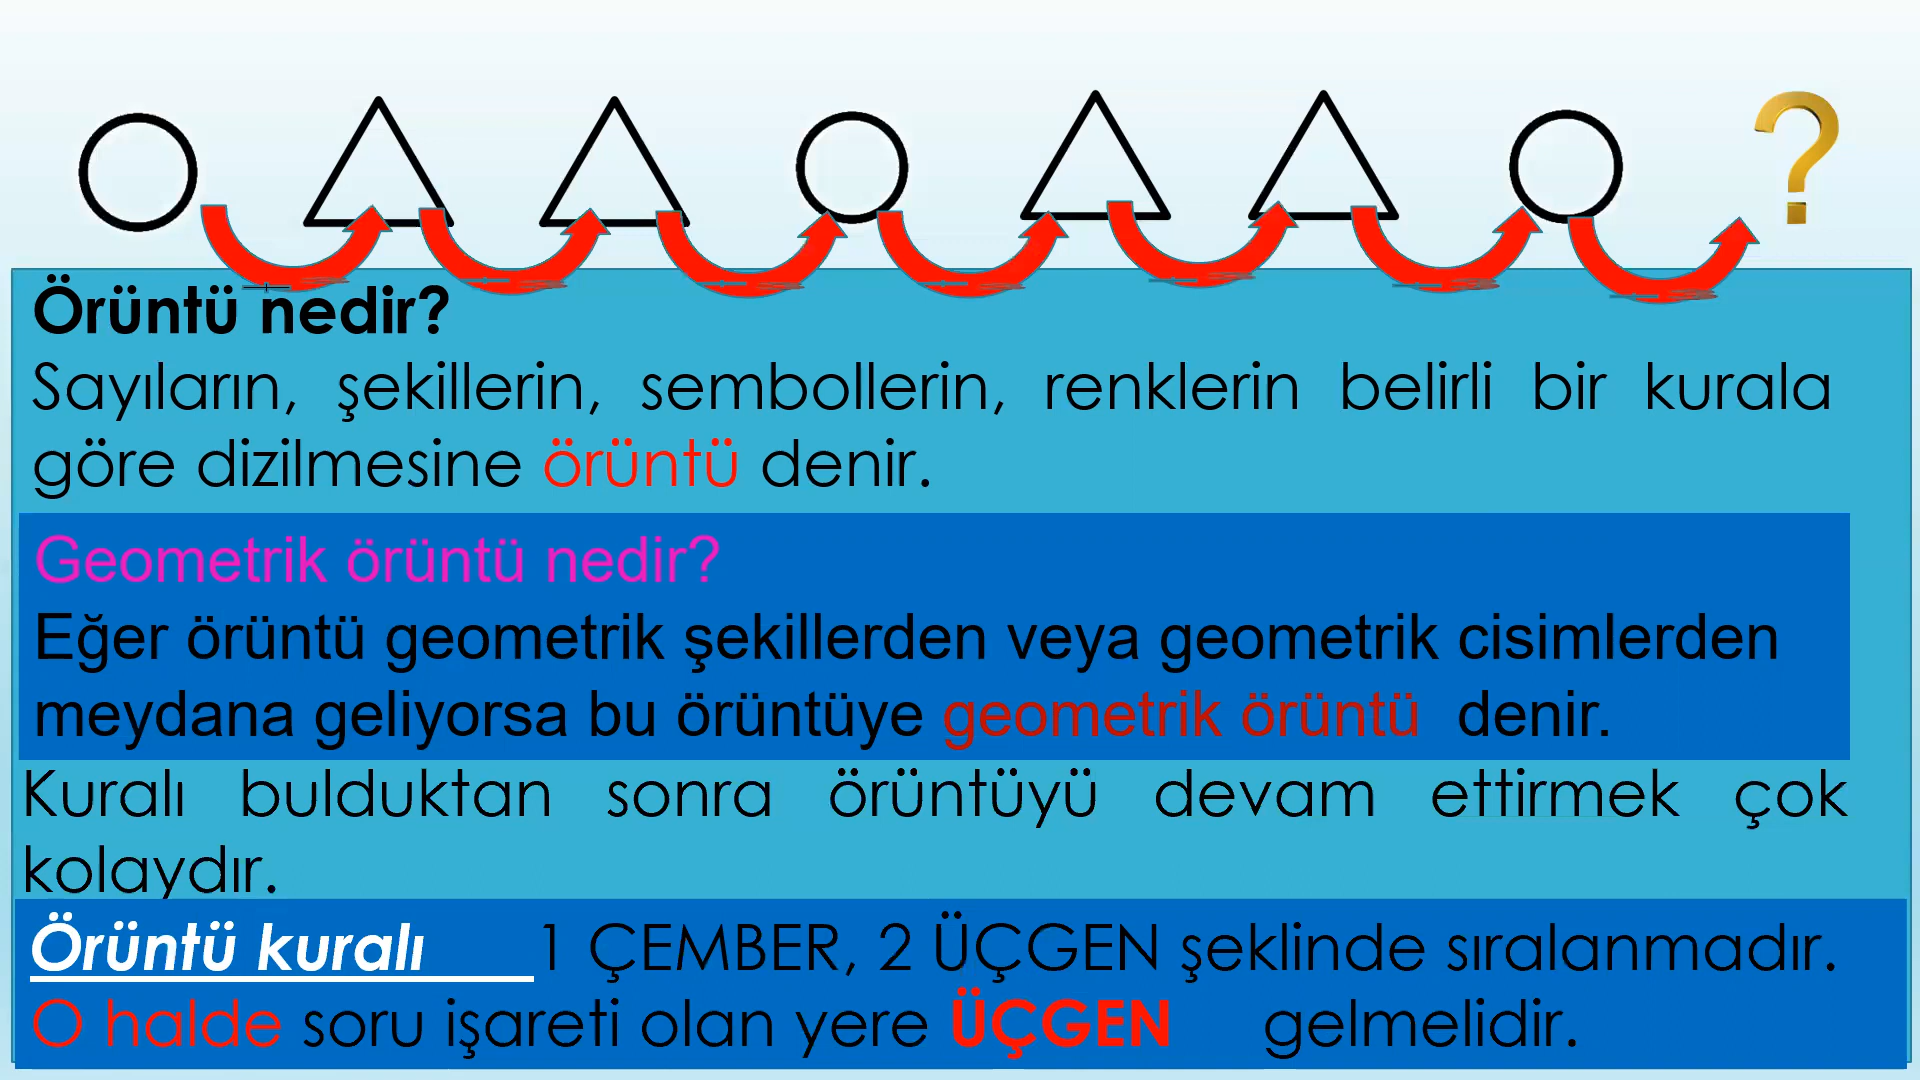 ?
Örüntü nedir?
Sayıların, şekillerin, sembollerin, renklerin belirli bir kurala
göre dizilmesine örüntü denir.
Geometrik örüntü nedir?
Eğer örüntü geometrik şekillerden veya geometrik cisimlerden
meydana geliyorsa bu örüntüye geometrik örüntü denir.
Kuralı bulduktan sonra örüntüyü devam ettirmek çok
kolaydır.
Örüntü kuralı 1 ÇEMBER, 2 ÜÇGEN şeklinde sıralanmadır.
O halde soru işareti olan yere ÜÇGEN gelmelidir.